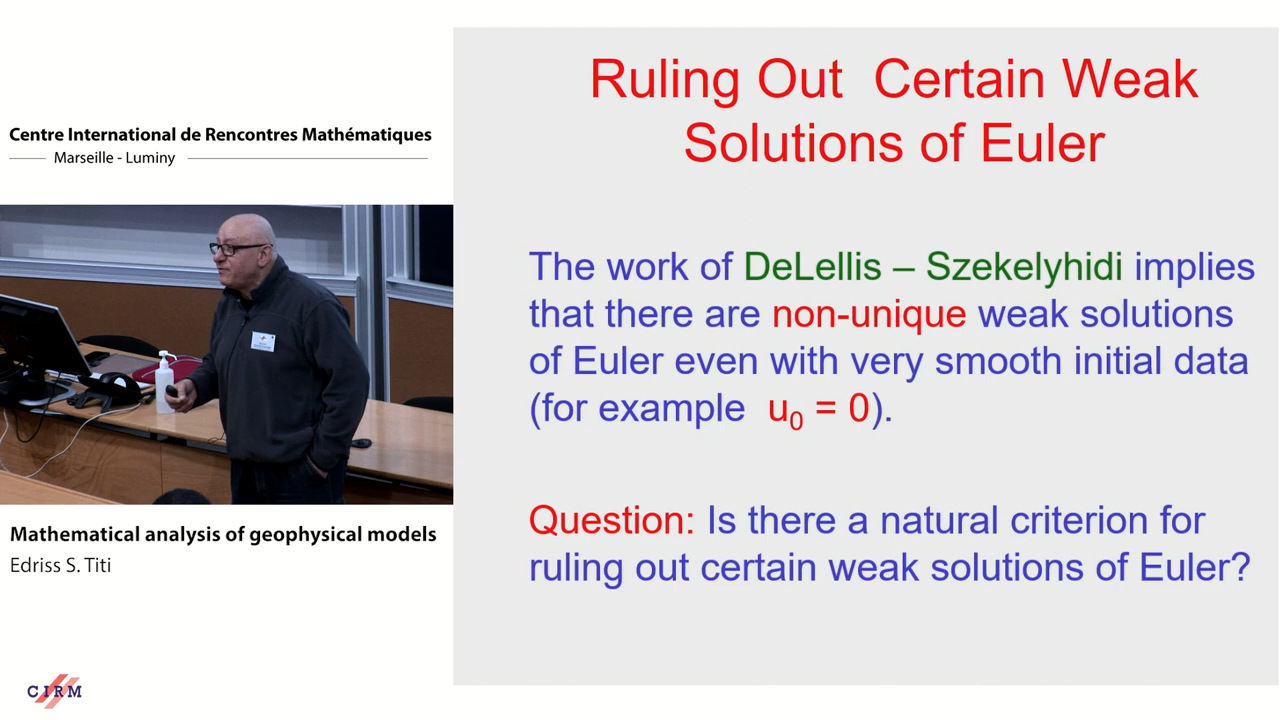 Centre International de Rencontres Mathématiques
Marseille - Luminy
Mathematical analysis of geophysical models
Edriss S. Titi
CIRM
Ruling Out Certain Weak
Solutions of Euler
The work of DeLellis – Szekelyhidi implies
that there are non-unique weak solutions
of Euler even with very smooth initial data
(for example u₀ = 0).
Question: Is there a natural criterion for
ruling out certain weak solutions of Euler?